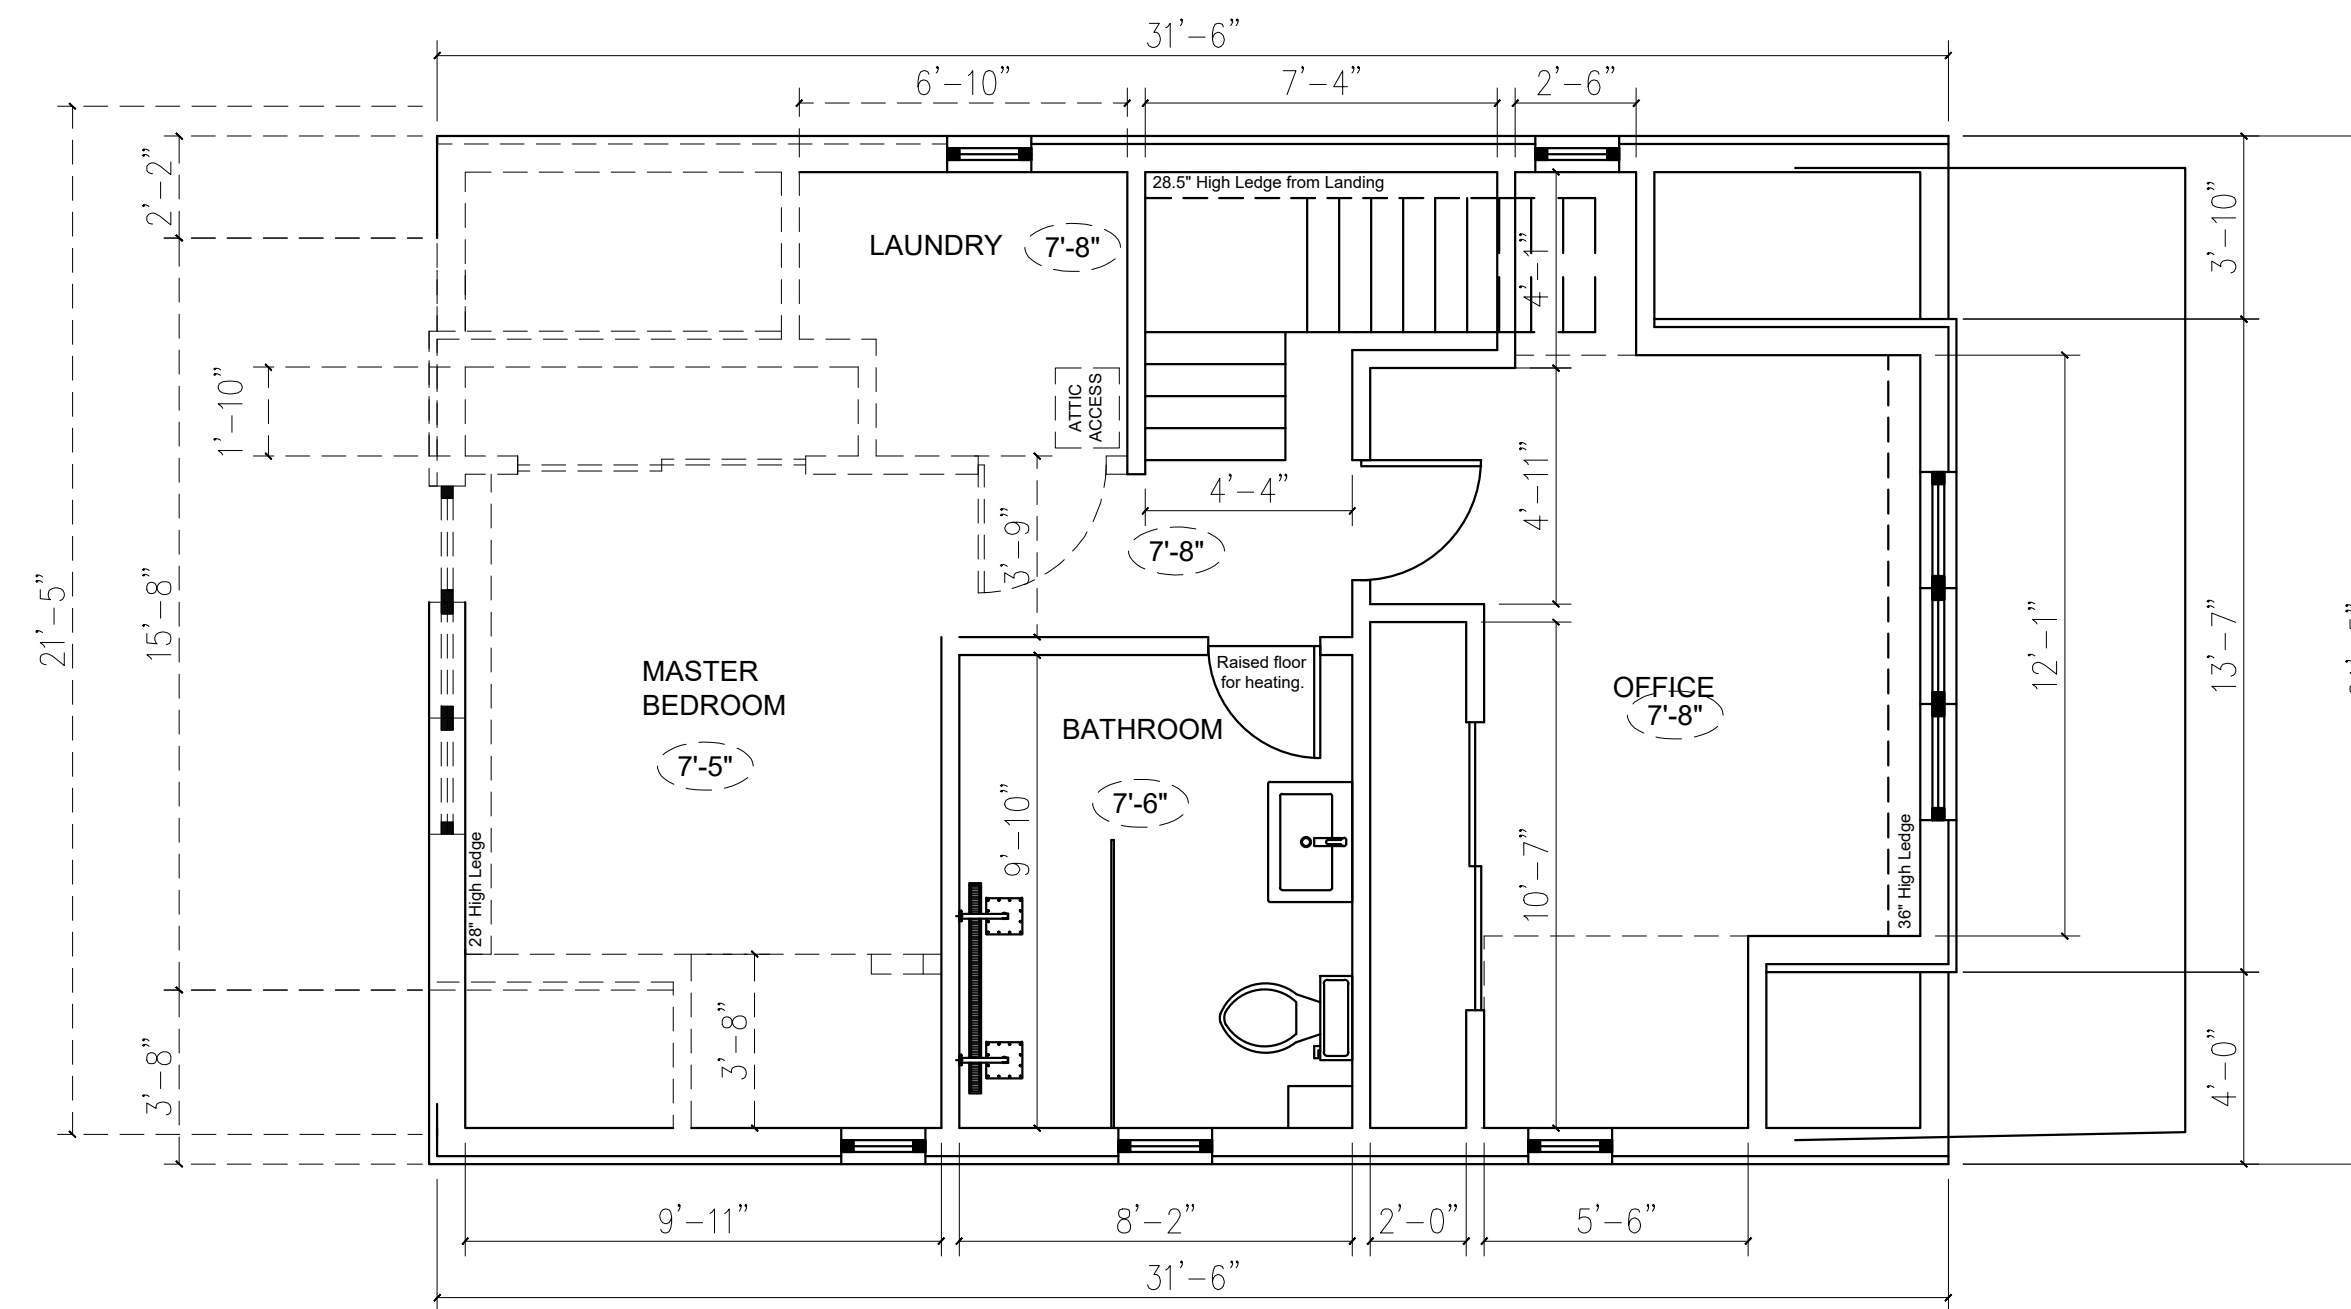 31'-6"
6'-10"
7'-4"
2'-6"
2'-2"
28.5" High Ledge from Landing
3'-10"
LAUNDRY
7'-8"
4'-1"
1'-10"
ATTIC
ACCESS
4'-4"
4'-11"
3'-9"
7'-8"
21'-5"
15'-8"
MASTER
BEDROOM
7'-5"
Raised floor
for heating.
BATHROOM
7'-6"
OFFICE
7'-8"
12'-1"
13'-7"
9'-10"
10'-7"
28" High Ledge
36" High Ledge
3'-8"
3'-8"
4'-0"
9'-11"
8'-2"
2'-0"
5'-6"
31'-6"